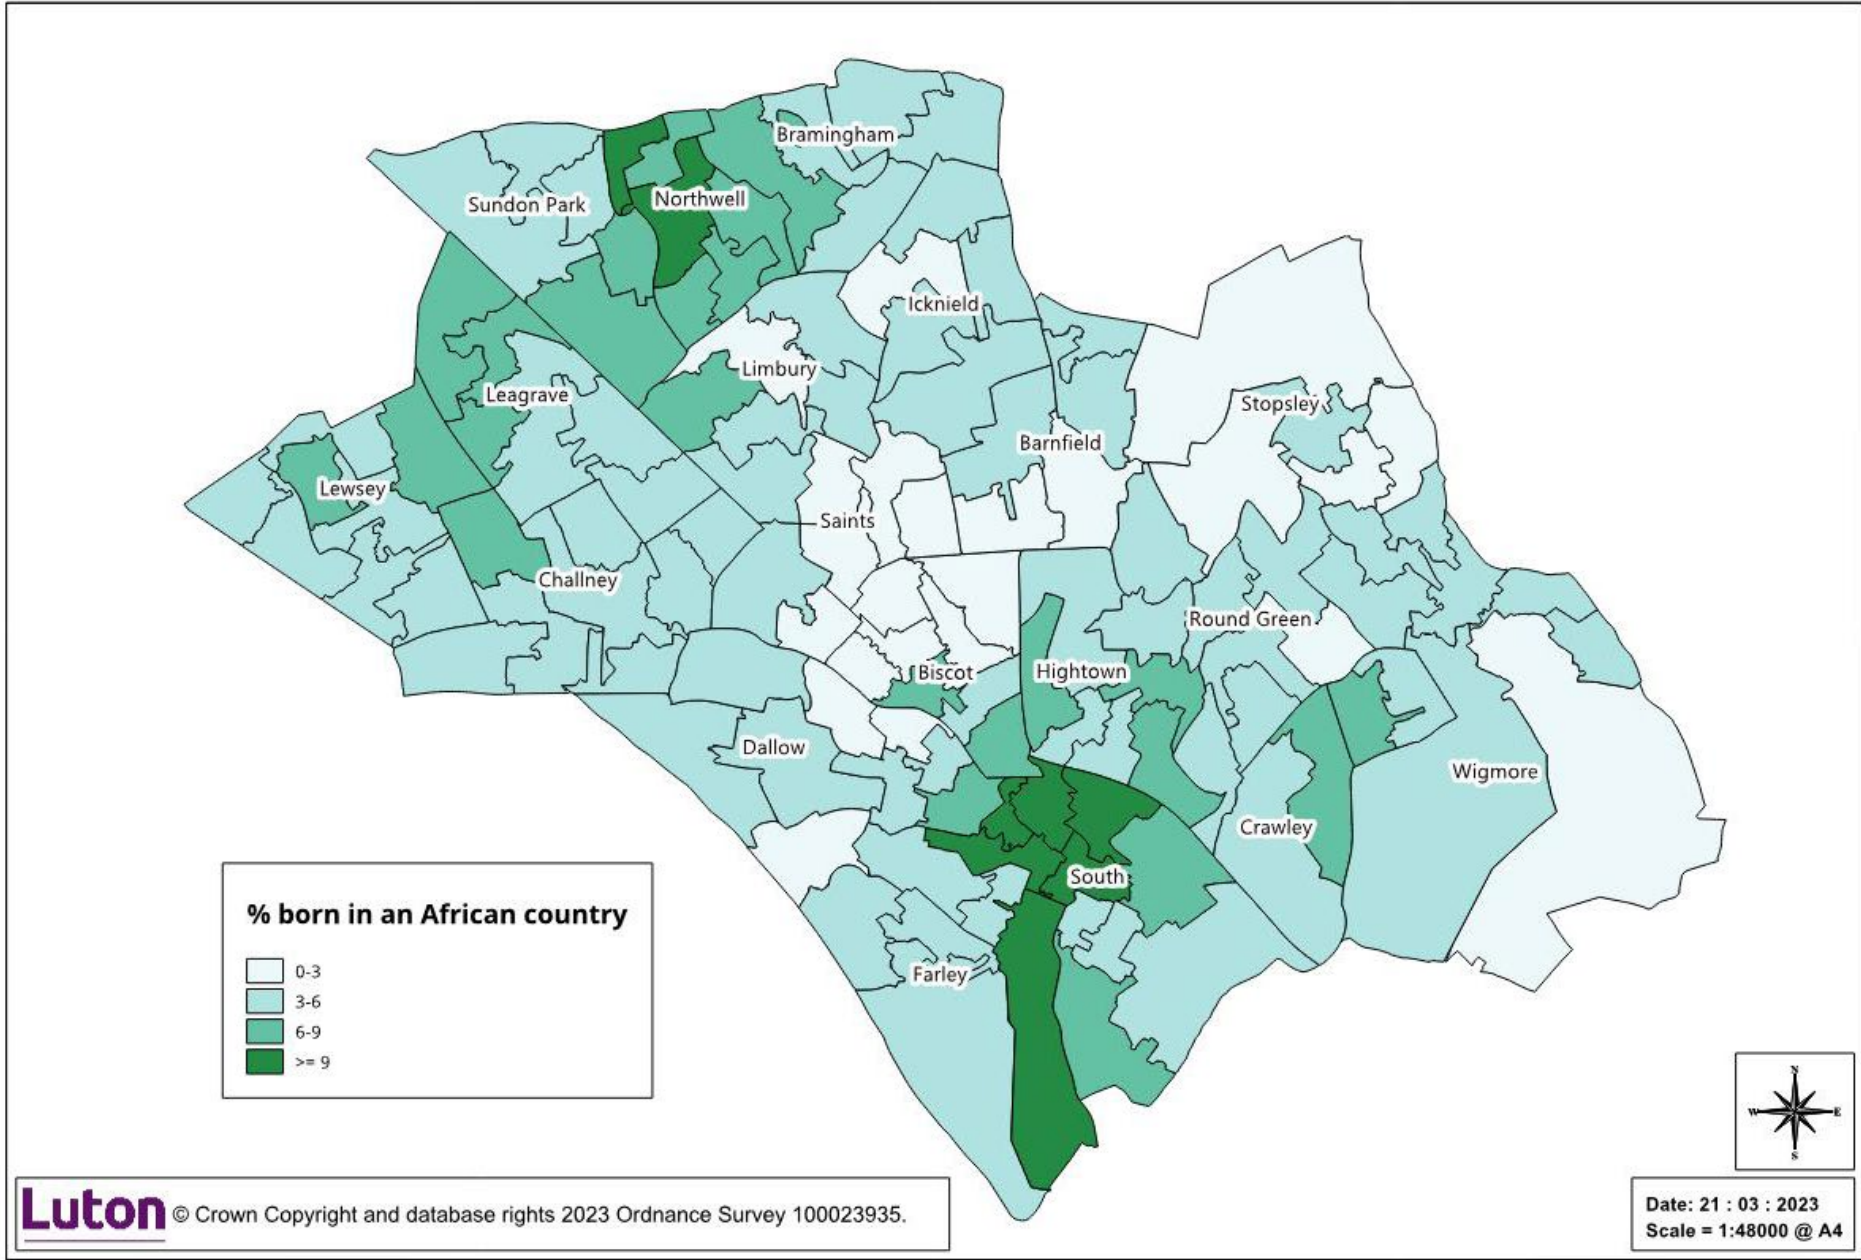 Bramingham
Sundon Park
Northwell
Icknield
Limbury
Leagrave
Stopsley
Barnfield
Lewsey
Saints
Challney
Round Green
Biscot
Hightown
Dallow
Wigmore
Crawley
South
Farley
% born in an African country
0-3
3-6
6-9
>= 9
N
W E
S
Luton © Crown Copyright and database rights 2023 Ordnance Survey 100023935.
Date: 21 : 03 : 2023
Scale = 1:48000 @ A4